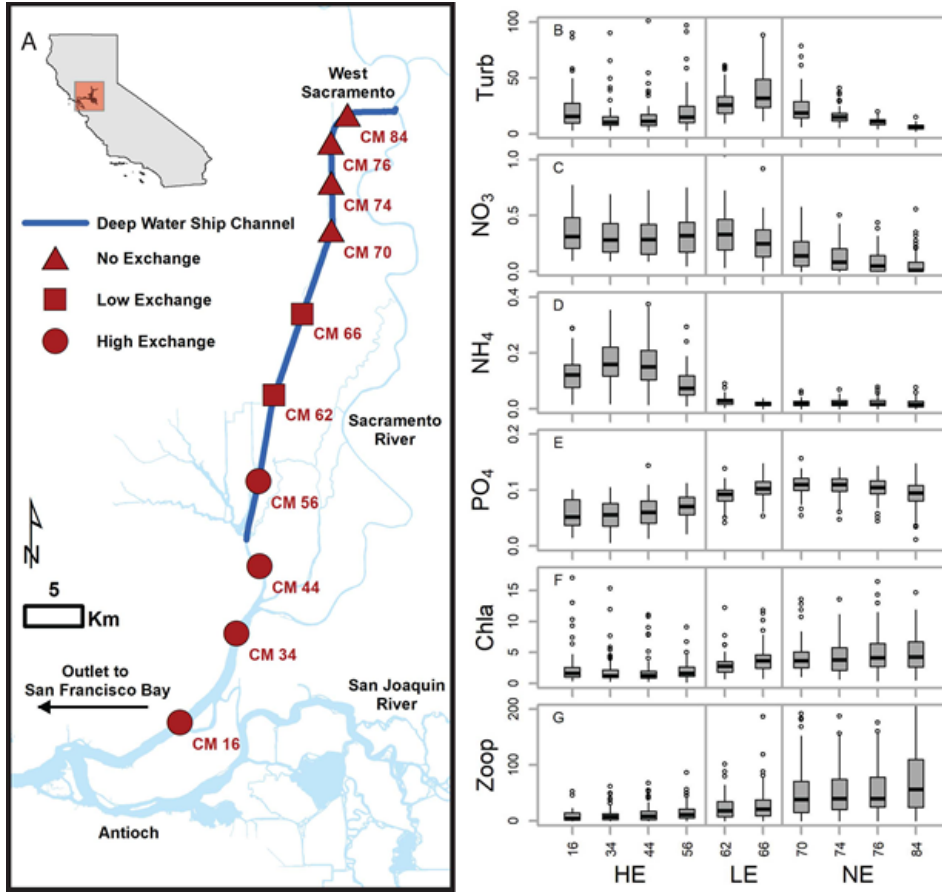 A
West
Sacramento
CM 84
CM 76
CM 74
CM 70
Deep Water Ship Channel
No Exchange
Low Exchange
High Exchange
CM 66
CM 62
Sacramento
River
CM 56
N
CM 44
5
Km
CM 34
Outlet to
San Francisco Bay
San Joaquin
River
CM 16
Antioch
B
Turb
100
50
0
C
NO3
1.0
0.5
0.0
D
NH4
0.4
0.2
0.0
E
PO4
0.2
0.1
0.0
F
Chla
15
10
5
0
G
Zoop
200
100
0
16 34 44 56 62 66 70 74 76 84
HE LE NE